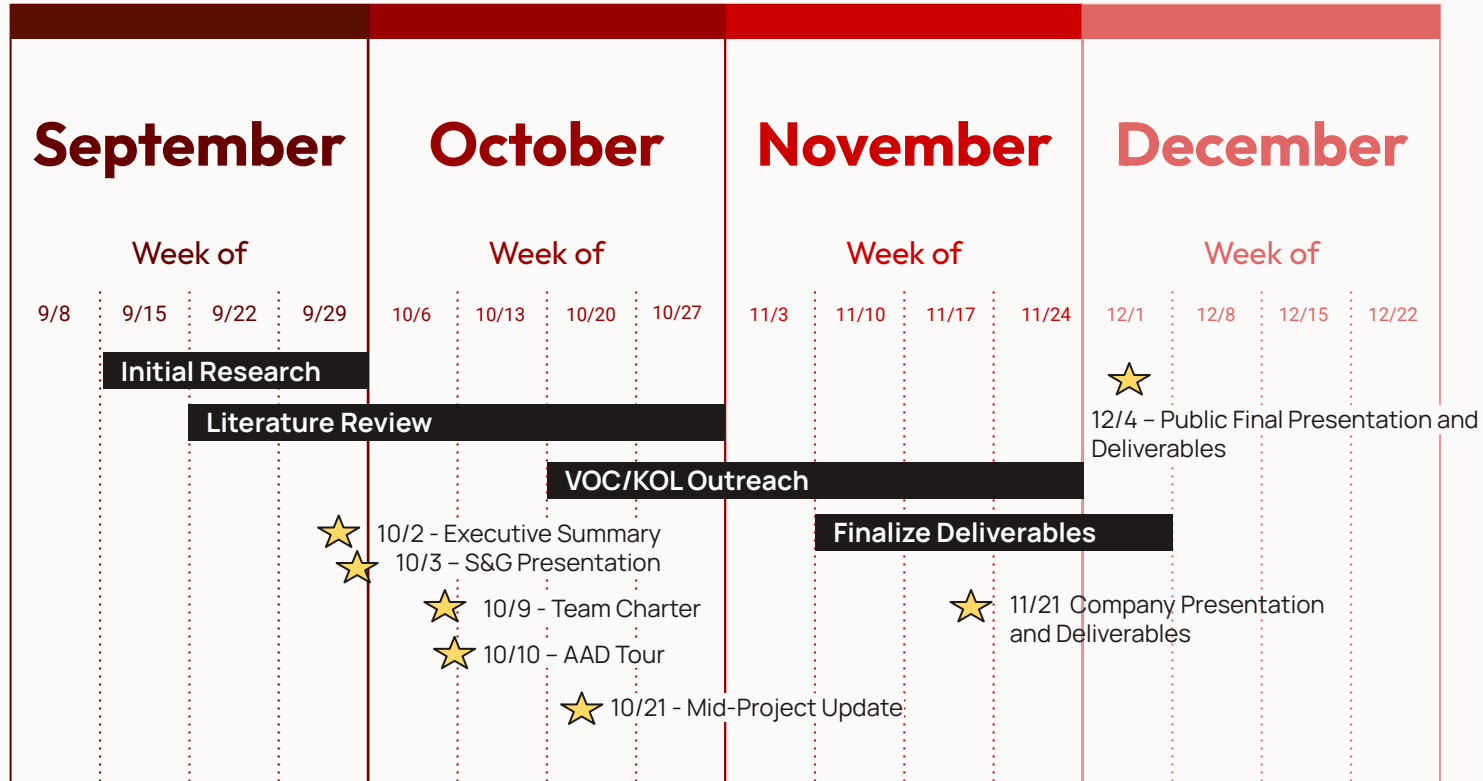 September October November December
Week of Week of Week of Week of
9/8 9/15 9/22 9/29 10/6 10/13 10/20 10/27 11/3 11/10 11/17 11/24 12/1 12/8 12/15 12/22
Initial Research
Literature Review
12/4 – Public Final Presentation and
Deliverables
VOC/KOL Outreach
10/2 - Executive Summary
Finalize Deliverables
10/3 – S&G Presentation
10/9 - Team Charter
11/21 Company Presentation
and Deliverables
10/10 – AAD Tour
10/21 - Mid-Project Update